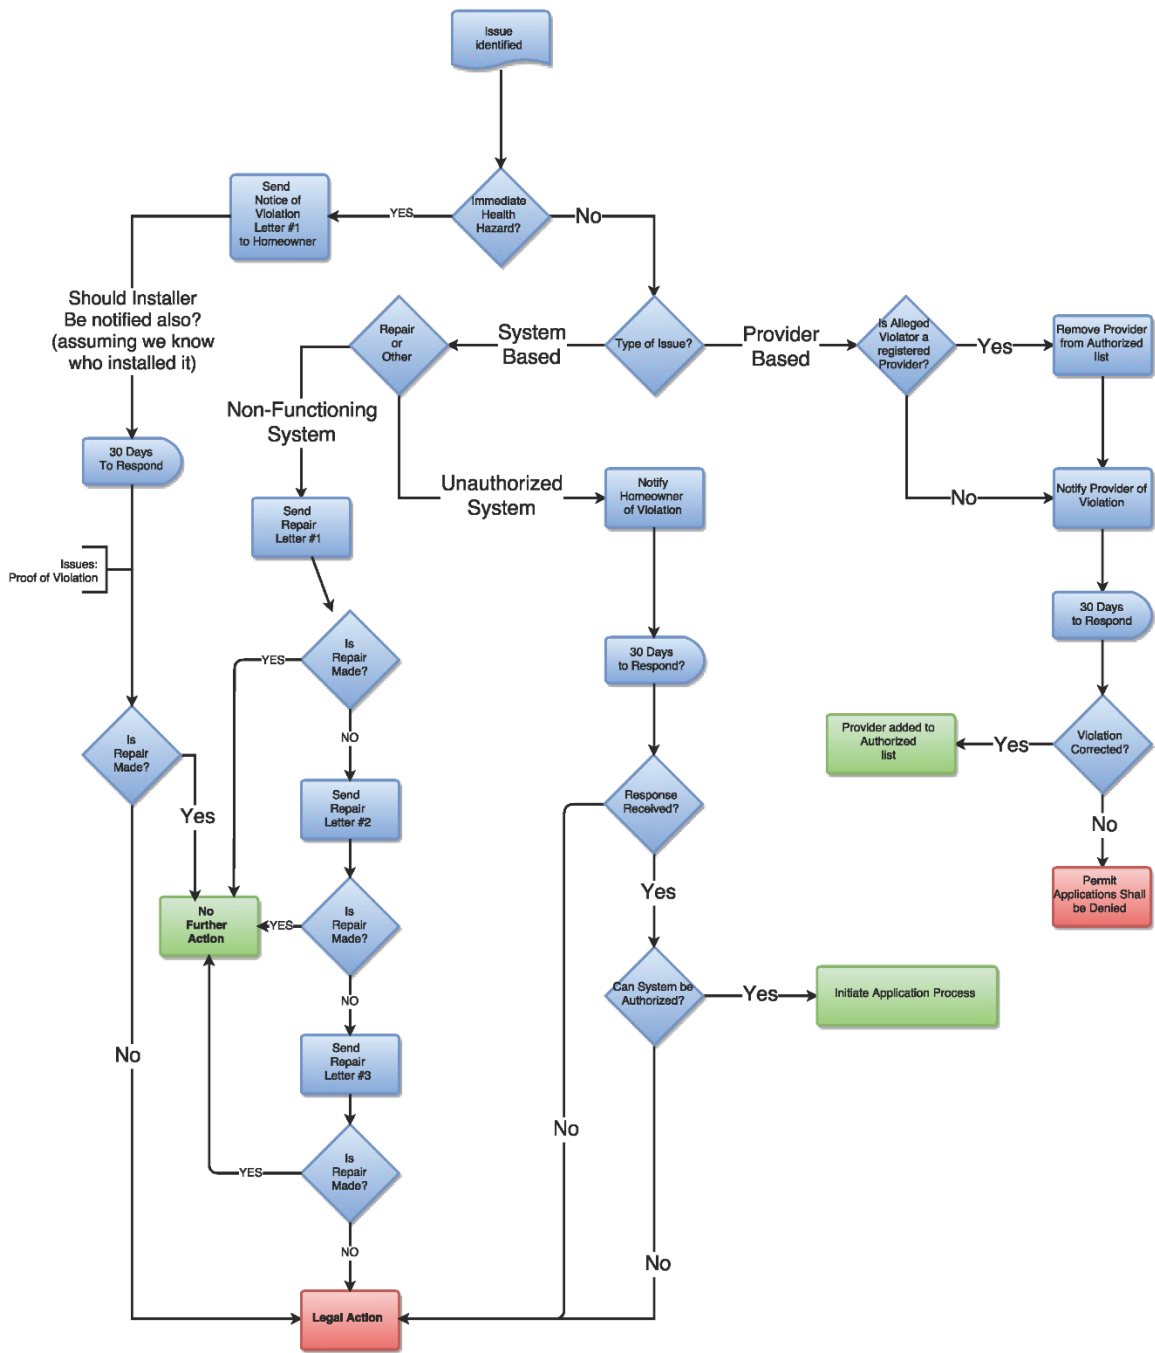 Issue
identified
Send
Notice of
Violation
Letter #1
to Homeowner
YES
Immediate
Health
Hazard?
No
Should Installer
Be notified also?
(assuming we know
who installed it)
Repair
or
Other
System
Based
Type of Issue?
Provider
Based
Is Alleged
Violator a
registered
Provider?
Yes
Remove Provider
from Authorized
list
Non-Functioning
System
30 Days
To Respond
Unauthorized
System
Notify
Homeowner
of Violation
No
Notify Provider of
Violation
Send
Repair
Letter #1
Issues:
Proof of Violation
30 Days
to Respond
Is
Repair
Made?
YES
30 Days
to Respond?
NO
Is
Repair
Made?
Yes
Provider added to
Authorized
list
Yes
Violation
Corrected?
Send
Repair
Letter #2
Response
Received?
No
Yes
Permit
Applications Shall
be Denied
No
Further
Action
YES
Is
Repair
Made?
NO
Can System be
Authorized?
Yes
Initiate Application Process
No
Send
Repair
Letter #3
No
YES
Is
Repair
Made?
NO
No
Legal Action